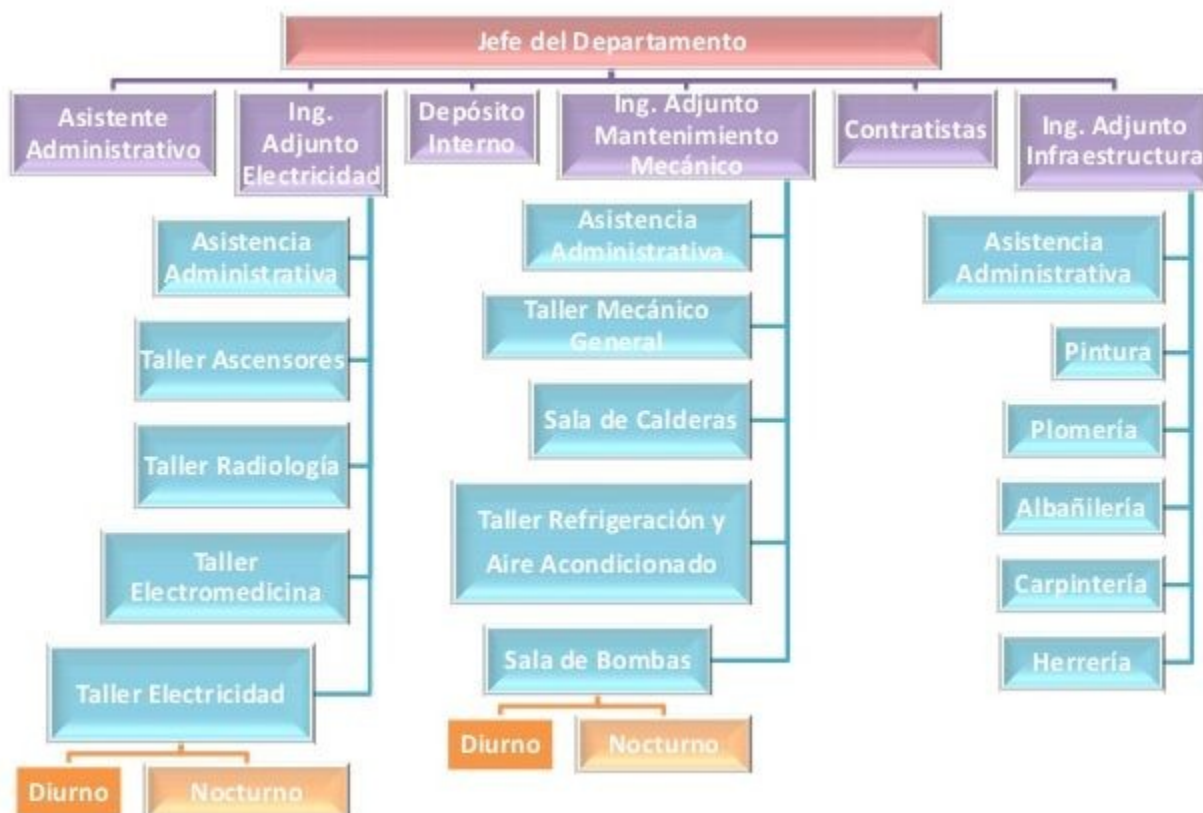 Jefe del Departamento
Asistente
Administrativo
Ing.
Adjunto
Electricidad
Depósito
Interno
Ing. Adjunto
Mantenimiento
Mecánico
Contratistas
Ing. Adjunto
Infraestructura
Asistencia
Administrativa
Taller Ascensores
Taller Radiología
Taller
Electromedicina
Taller Electricidad
Diurno
Nocturno
Asistencia
Administrativa
Taller Mecánico
General
Sala de Calderas
Taller Refrigeración y
Aire Acondicionado
Sala de Bombas
Diurno
Nocturno
Asistencia
Administrativa
Pintura
Plomería
Albañilería
Carpintería
Herrería